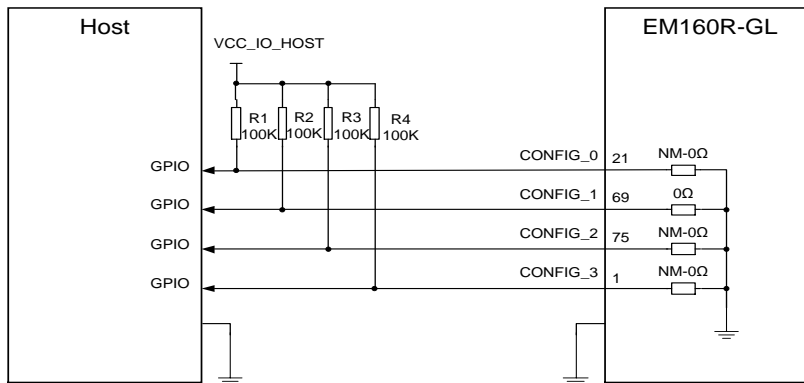 Host
EM160R-GL
VCC_IO_HOST
R1
100K
R2
100K
R3
100K
R4
100K
GPIO
CONFIG_0
21
NM-0Ω
GPIO
CONFIG_1
69
0Ω
GPIO
CONFIG_2
75
NM-0Ω
GPIO
CONFIG_3
1
NM-0Ω